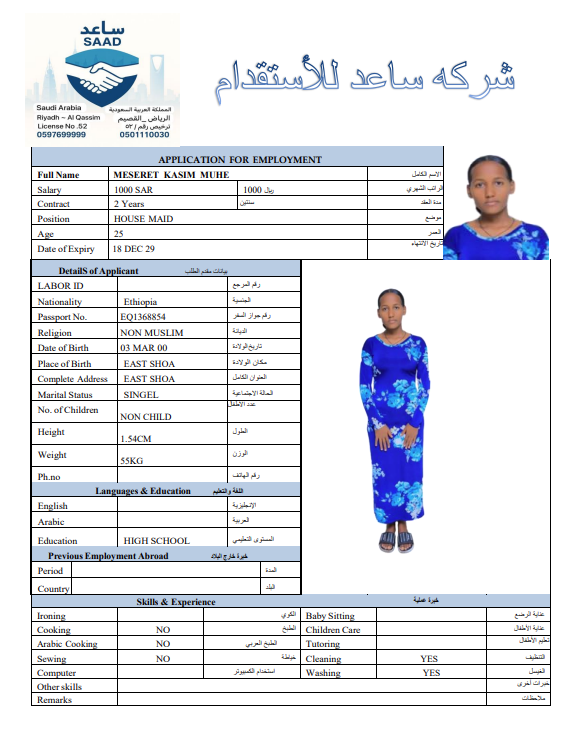 ساعد
SAAD
Saudi Arabia
Riyadh ~ Al Qassim
License No .52
0597699999
المملكة العربية السعودية
الرياض _القصيم
ترخيص رقم / ٥٢
0501110030
شركه ساعد للأستقدام
APPLICATION FOR EMPLOYMENT
Full Name MESERET KASIM MUHE الاسم الكامل
Salary 1000 SAR 1000 ريال الراتب الشهري
Contract 2 Years سنتين مدة العقد
Position HOUSE MAID موضع
Age 25 العمر
Date of Expiry 18 DEC 29 تاريخ الانتهاء
DetailS of Applicant بيانات مقدم الطلب
LABOR ID رقم المرجع
Nationality Ethiopia الجنسية
Passport No. EQ1368854 رقم جواز السفر
Religion NON MUSLIM الديانة
Date of Birth 03 MAR 00 تاريخ الولادة
Place of Birth EAST SHOA مكان الولادة
Complete Address EAST SHOA العنوان الكامل
Marital Status SINGEL الحالة الاجتماعية
No. of Children NON CHILD عدد الأطفال
Height 1.54CM الطول
Weight 55KG الوزن
Ph.no رقم الهاتف
Languages & Education اللغة والتعليم
English الإنجليزية
Arabic العربية
Education HIGH SCHOOL المستوى التعليمي
Previous Employment Abroad خبرة خارج البلاد
Period المدة
Country البلد
Skills & Experience خبرة عملية
Ironing الكوي Baby Sitting عناية الرضع
Cooking NO الطبخ Children Care عناية الأطفال
Arabic Cooking NO الطبخ العربي Tutoring تعليم الأطفال
Sewing NO خياطة Cleaning YES التنظيف
Computer استخدام الكمبيوتر Washing YES الغسيل
Other skills خبرات أخرى
Remarks ملاحظات